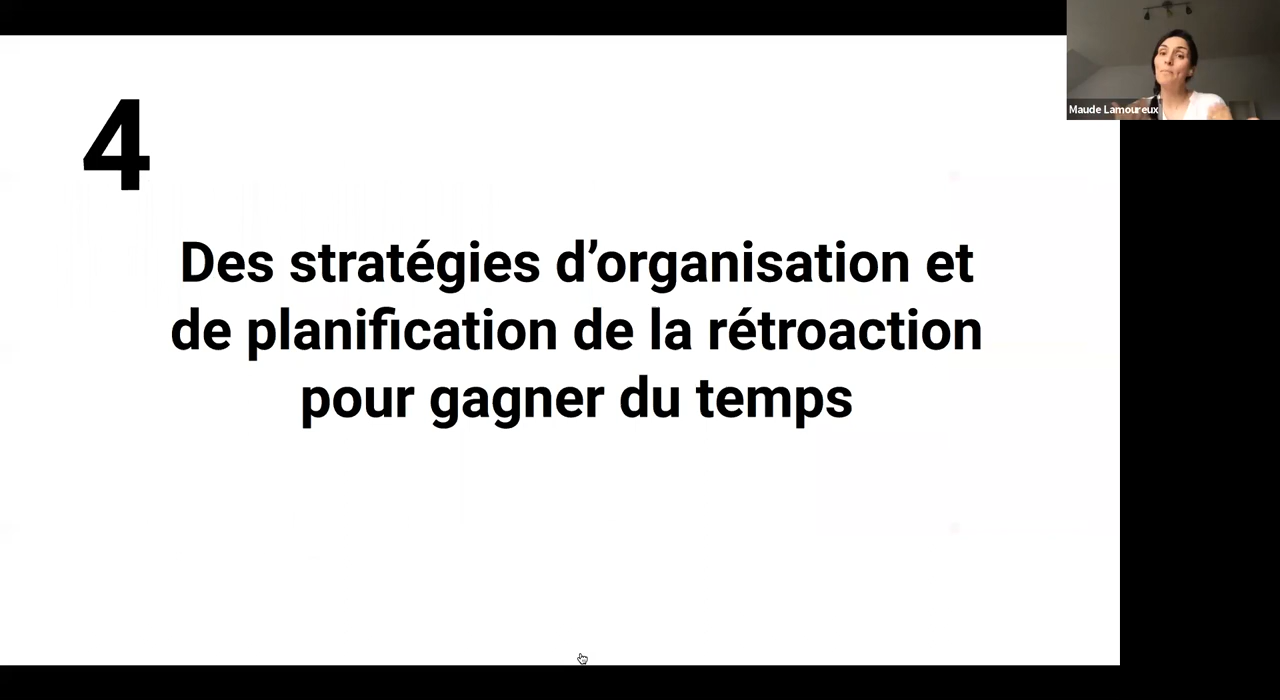 4
Des stratégies d’organisation et
de planification de la rétroaction
pour gagner du temps
Maude Lamoureux